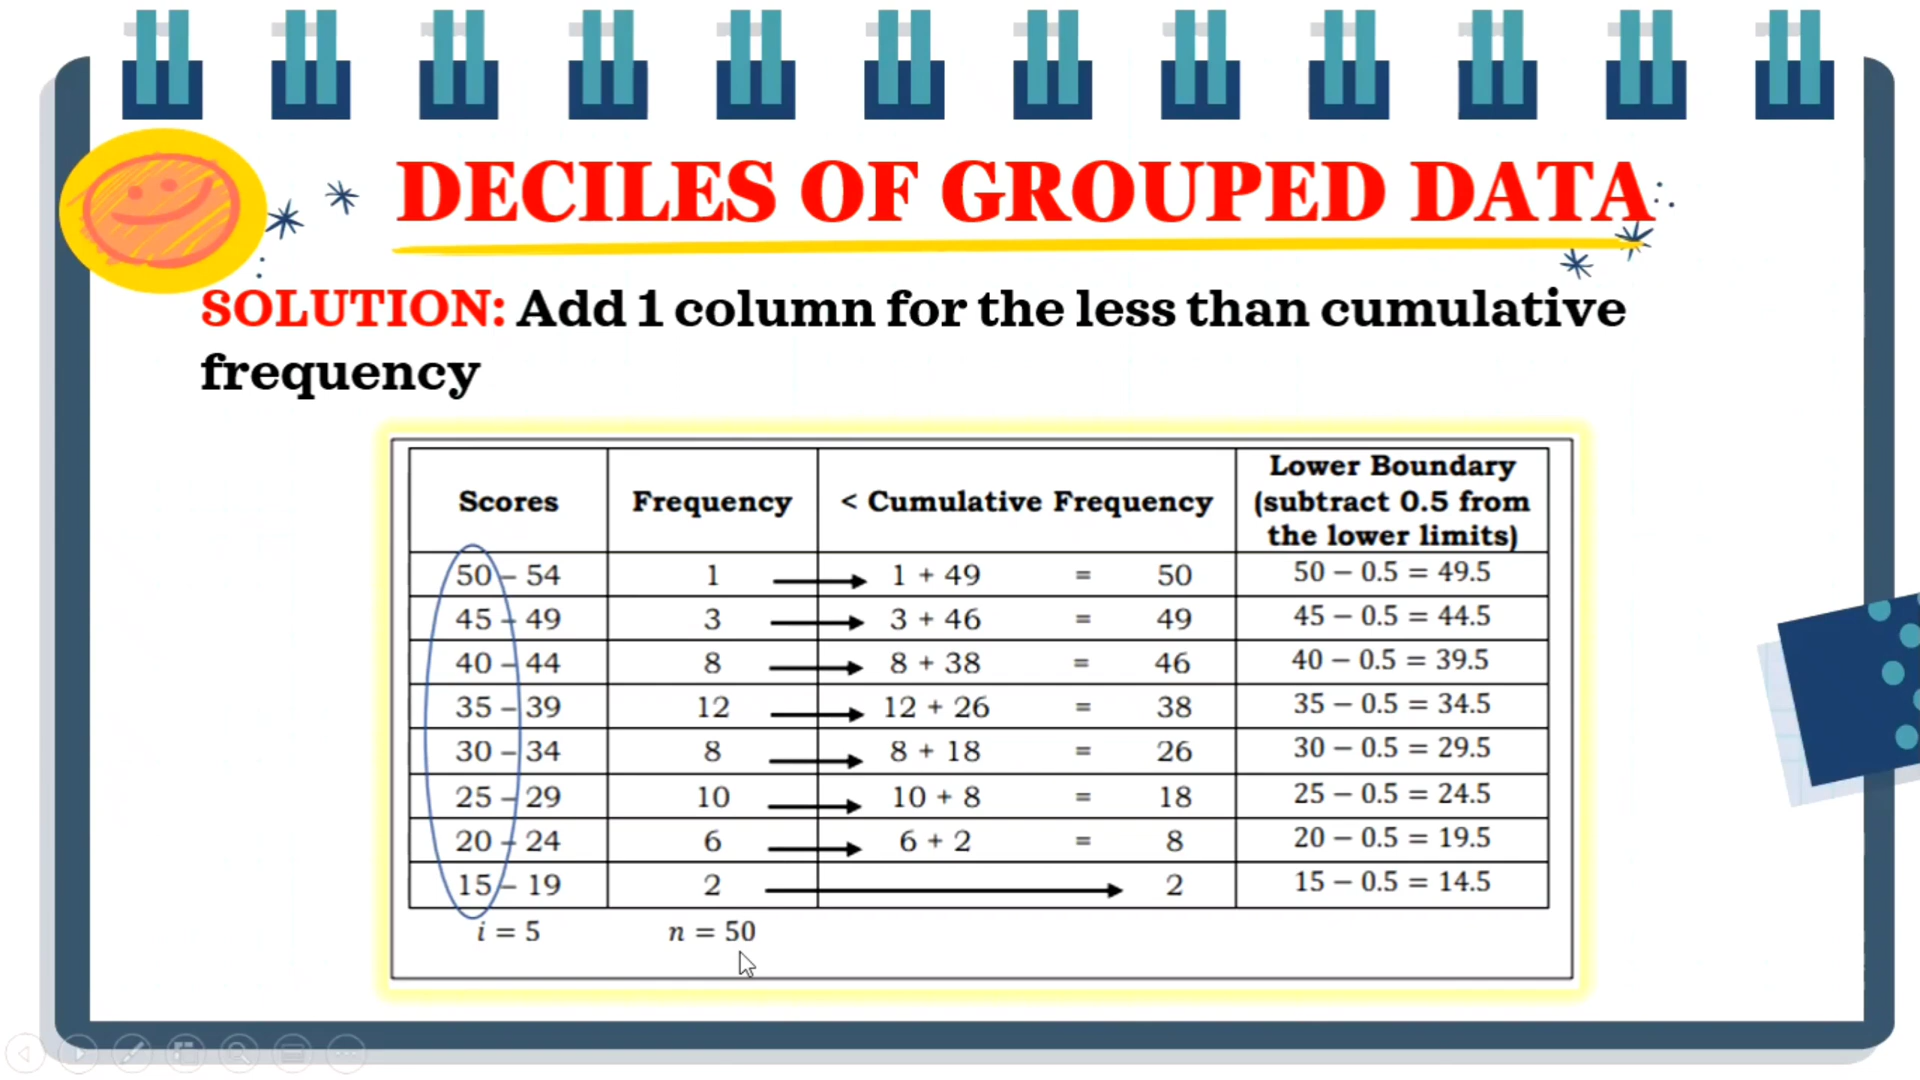 DECILES OF GROUPED DATA
SOLUTION: Add 1 column for the less than cumulative
frequency
Scores Frequency < Cumulative Frequency Lower Boundary (subtract 0.5 from the lower limits)
50 – 54 1 1 + 49 = 50 50 − 0.5 = 49.5
45 – 49 3 3 + 46 = 49 45 − 0.5 = 44.5
40 – 44 8 8 + 38 = 46 40 − 0.5 = 39.5
35 – 39 12 12 + 26 = 38 35 − 0.5 = 34.5
30 – 34 8 8 + 18 = 26 30 − 0.5 = 29.5
25 – 29 10 10 + 8 = 18 25 − 0.5 = 24.5
20 – 24 6 6 + 2 = 8 20 − 0.5 = 19.5
15 – 19 2 2 15 − 0.5 = 14.5
i = 5 n = 50